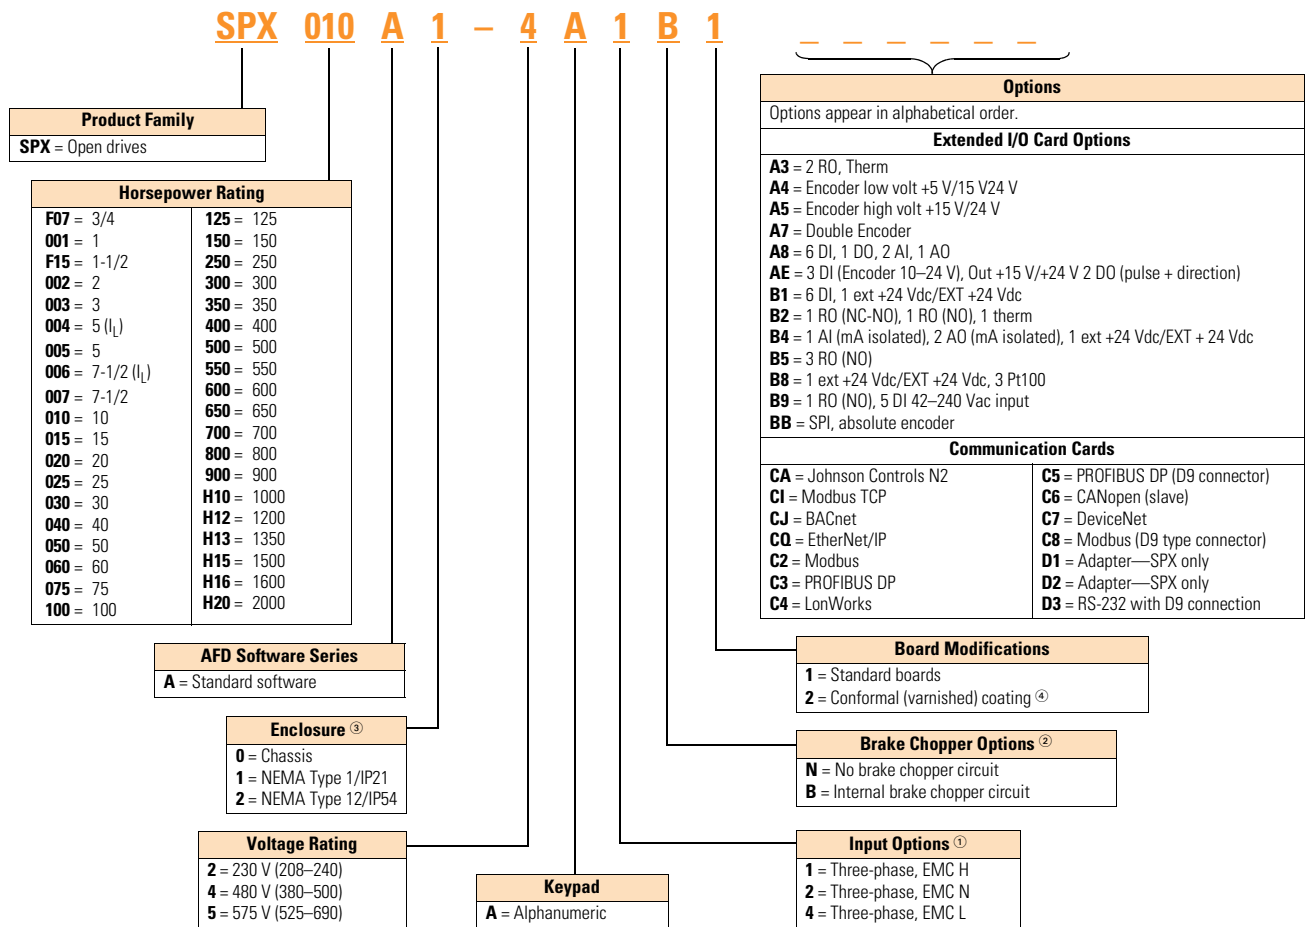 SPX 010 A 1 – 4 A 1 B 1 _ _ _ _ _ _
Product Family
SPX = Open drives
Horsepower Rating
F07 = 3/4
001 = 1
F15 = 1-1/2
002 = 2
003 = 3
004 = 5 (IL)
005 = 5
006 = 7-1/2 (IL)
007 = 7-1/2
010 = 10
015 = 15
020 = 20
025 = 25
030 = 30
040 = 40
050 = 50
060 = 60
075 = 75
100 = 100
125 = 125
150 = 150
250 = 250
300 = 300
350 = 350
400 = 400
500 = 500
550 = 550
600 = 600
650 = 650
700 = 700
800 = 800
900 = 900
H10 = 1000
H12 = 1200
H13 = 1350
H15 = 1500
H16 = 1600
H20 = 2000
AFD Software Series
A = Standard software
Enclosure ③
0 = Chassis
1 = NEMA Type 1/IP21
2 = NEMA Type 12/IP54
Voltage Rating
2 = 230 V (208–240)
4 = 480 V (380–500)
5 = 575 V (525–690)
Keypad
A = Alphanumeric
Options
Options appear in alphabetical order.
Extended I/O Card Options
A3 = 2 RO, Therm
A4 = Encoder low volt +5 V/15 V24 V
A5 = Encoder high volt +15 V/24 V
A7 = Double Encoder
A8 = 6 DI, 1 DO, 2 AI, 1 AO
AE = 3 DI (Encoder 10–24 V), Out +15 V/+24 V 2 DO (pulse + direction)
B1 = 6 DI, 1 ext +24 Vdc/EXT +24 Vdc
B2 = 1 RO (NC-NO), 1 RO (NO), 1 therm
B4 = 1 AI (mA isolated), 2 AO (mA isolated), 1 ext +24 Vdc/EXT + 24 Vdc
B5 = 3 RO (NO)
B8 = 1 ext +24 Vdc/EXT +24 Vdc, 3 Pt100
B9 = 1 RO (NO), 5 DI 42–240 Vac input
BB = SPI, absolute encoder
Communication Cards
CA = Johnson Controls N2
CI = Modbus TCP
CJ = BACnet
CQ = EtherNet/IP
C2 = Modbus
C3 = PROFIBUS DP
C4 = LonWorks
C5 = PROFIBUS DP (D9 connector)
C6 = CANopen (slave)
C7 = DeviceNet
C8 = Modbus (D9 type connector)
D1 = Adapter—SPX only
D2 = Adapter—SPX only
D3 = RS-232 with D9 connection
Board Modifications
1 = Standard boards
2 = Conformal (varnished) coating ④
Brake Chopper Options ②
N = No brake chopper circuit
B = Internal brake chopper circuit
Input Options ①
1 = Three-phase, EMC H
2 = Three-phase, EMC N
4 = Three-phase, EMC L